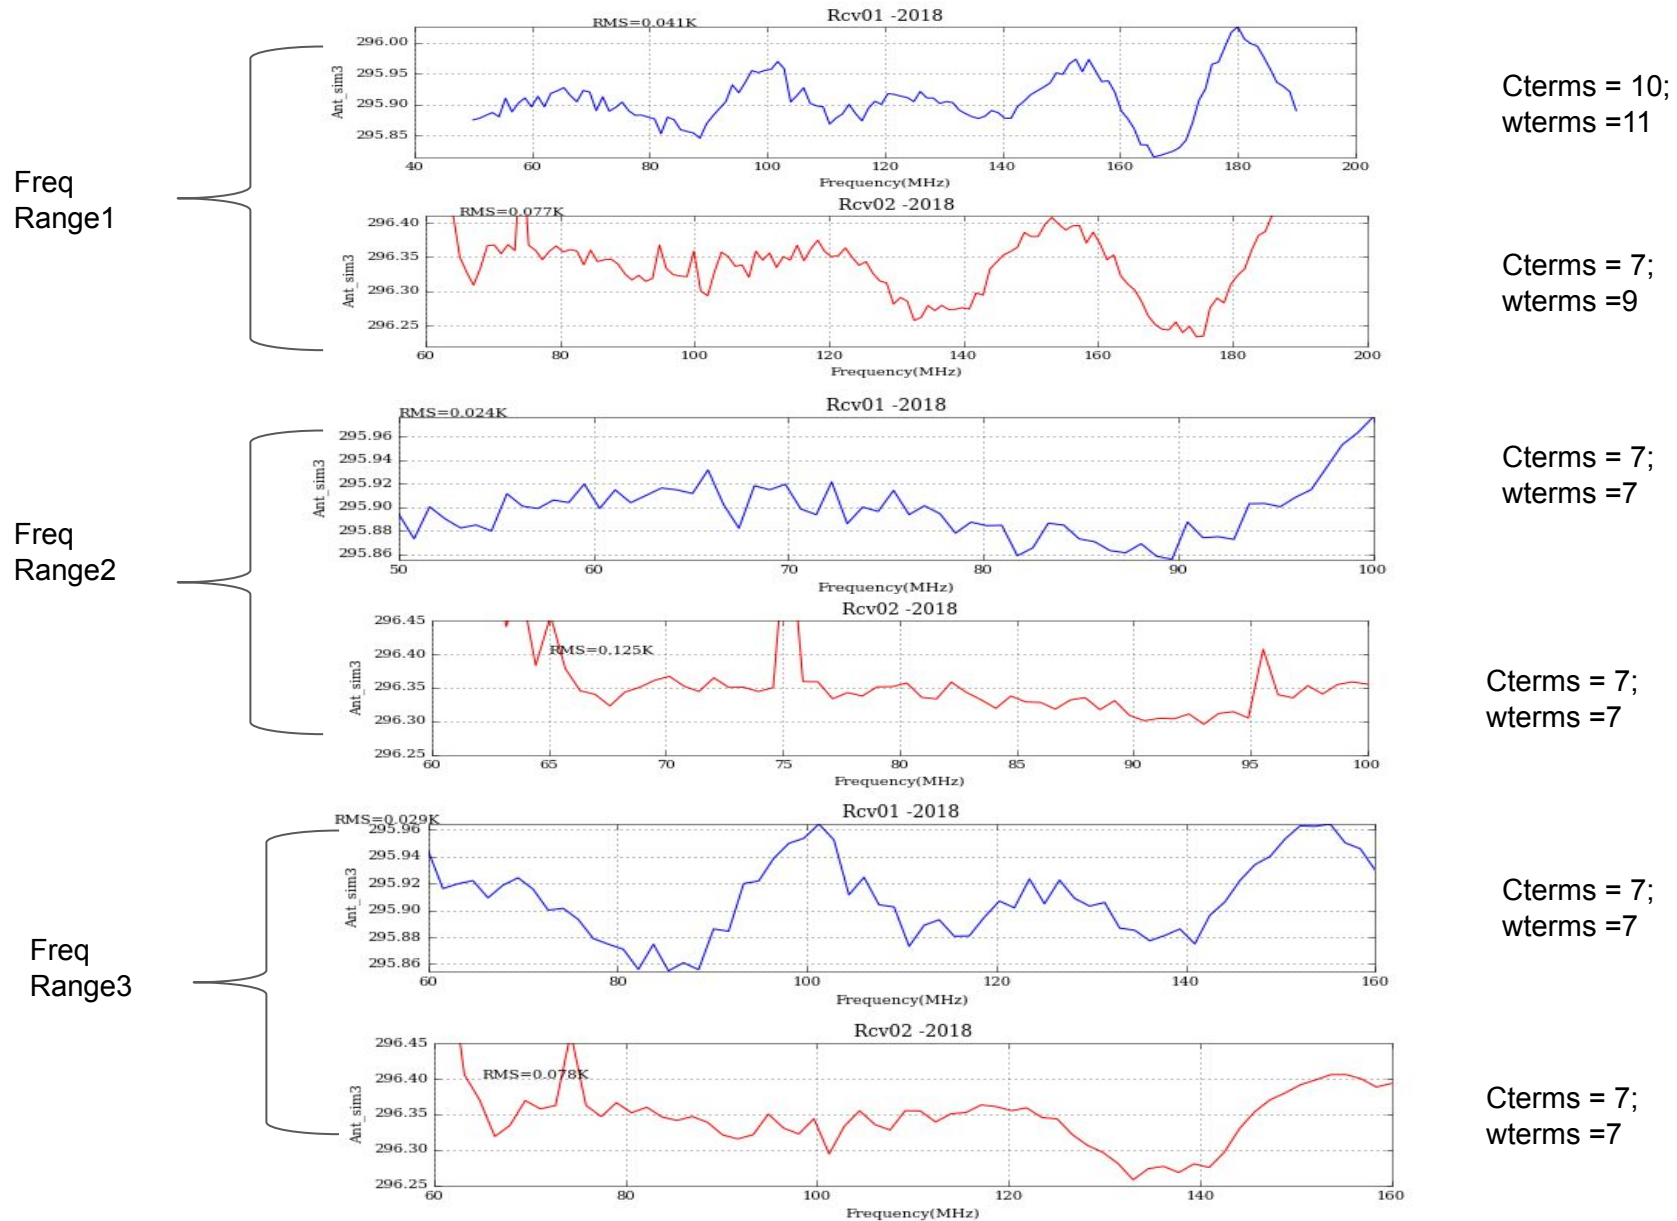 Rcv01 -2018
RMS=0.041K
296.00
295.95
295.90
295.85
Ant_sim3
40 60 80 100 120 140 160 180 200
Frequency(MHz)
Cterms = 10;
wterms =11
Freq
Range1
Rcv02 -2018
RMS=0.077K
296.40
296.35
296.30
296.25
Ant_sim3
60 80 100 120 140 160 180 200
Frequency(MHz)
Cterms = 7;
wterms =9
Rcv01 -2018
RMS=0.024K
295.96
295.94
295.92
295.90
295.88
295.86
Ant_sim3
50 60 70 80 90 100
Frequency(MHz)
Cterms = 7;
wterms =7
Freq
Range2
Rcv02 -2018
296.45
RMS=0.125K
296.40
296.35
296.30
296.25
Ant_sim3
60 65 70 75 80 85 90 95 100
Frequency(MHz)
Cterms = 7;
wterms =7
Rcv01 -2018
RMS=0.029K
295.96
295.94
295.92
295.90
295.88
295.86
Ant_sim3
60 80 100 120 140 160
Frequency(MHz)
Cterms = 7;
wterms =7
Freq
Range3
Rcv02 -2018
296.45
RMS=0.078K
296.40
296.35
296.30
296.25
Ant_sim3
60 80 100 120 140 160
Frequency(MHz)
Cterms = 7;
wterms =7